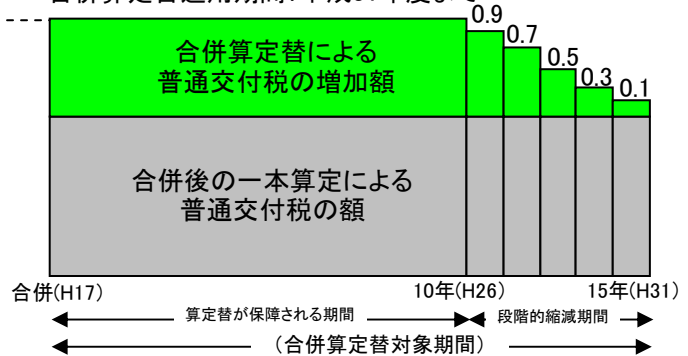 0.9
合併算定替による
普通交付税の増加額
0.7
0.5
0.3
0.1
合併後の一本算定による
普通交付税の額
合併(H17) 10年(H26) 15年(H31)
算定替が保障される期間 段階的縮減期間
(合併算定替対象期間)